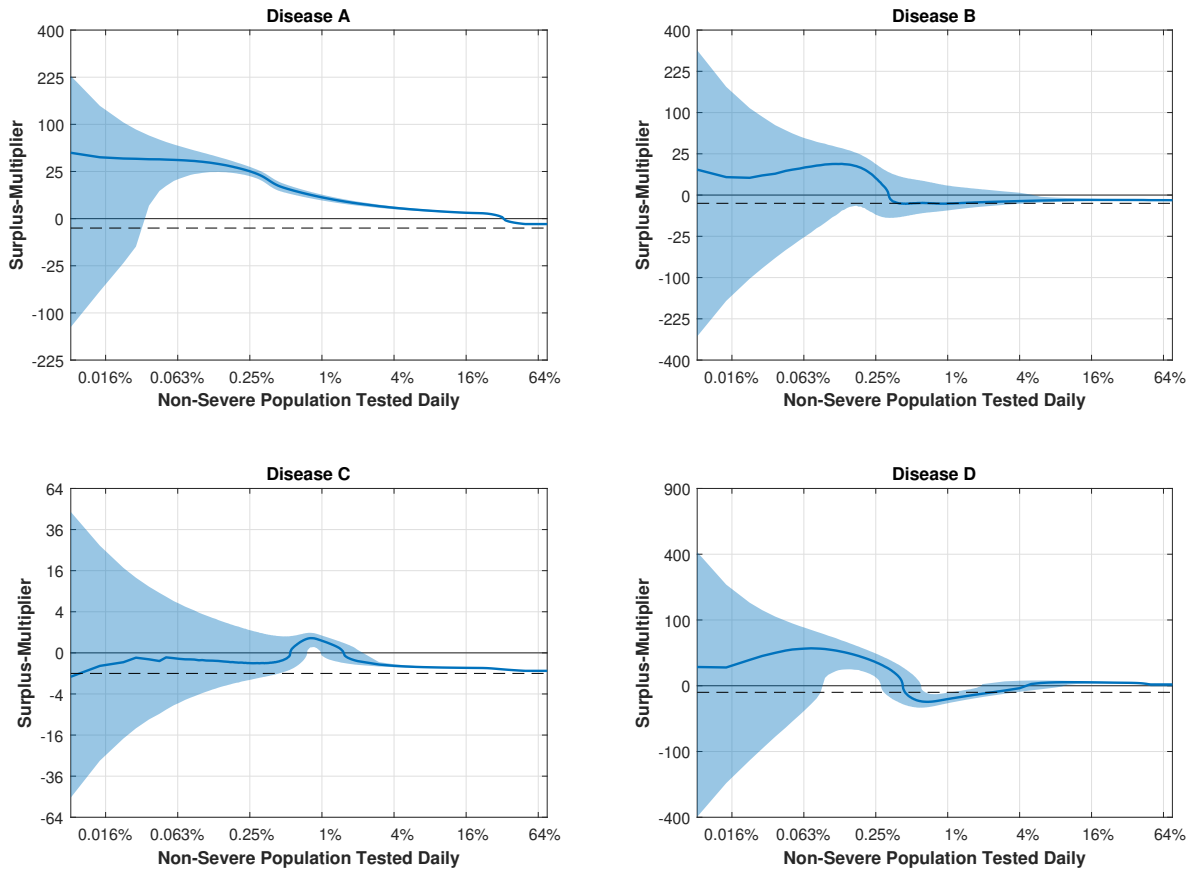 Disease A
400
225
100
25
0
-25
-100
-225
Surplus-Multiplier
0.016% 0.063% 0.25% 1% 4% 16% 64%
Non-Severe Population Tested Daily
Disease B
400
225
100
25
0
-25
-100
-225
-400
Surplus-Multiplier
0.016% 0.063% 0.25% 1% 4% 16% 64%
Non-Severe Population Tested Daily
Disease C
64
36
16
4
0
-4
-16
-36
-64
Surplus-Multiplier
0.016% 0.063% 0.25% 1% 4% 16% 64%
Non-Severe Population Tested Daily
Disease D
900
400
100
0
-100
-400
Surplus-Multiplier
0.016% 0.063% 0.25% 1% 4% 16% 64%
Non-Severe Population Tested Daily